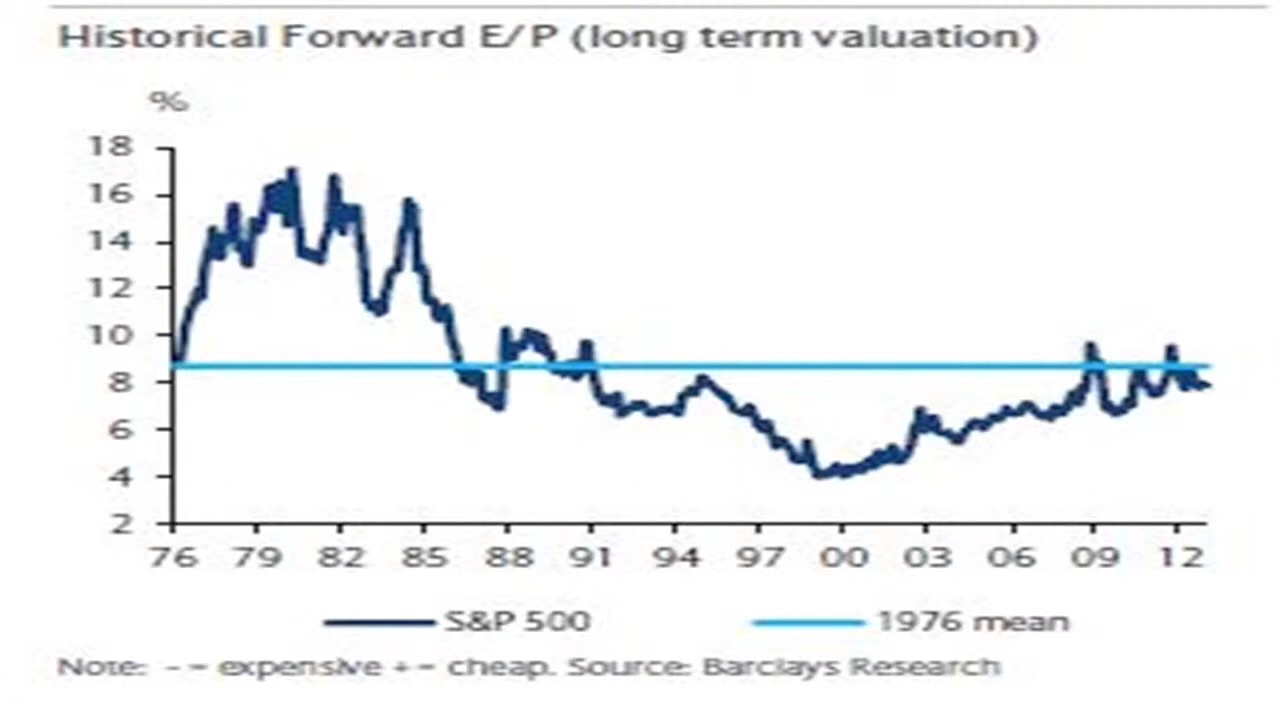 Historical Forward E/P (long term valuation)
%
18
16
14
12
10
8
6
4
2
76 79 82 85 88 91 94 97 00 03 06 09 12
S&P 500 1976 mean
Note: - = expensive + = cheap. Source: Barclays Research